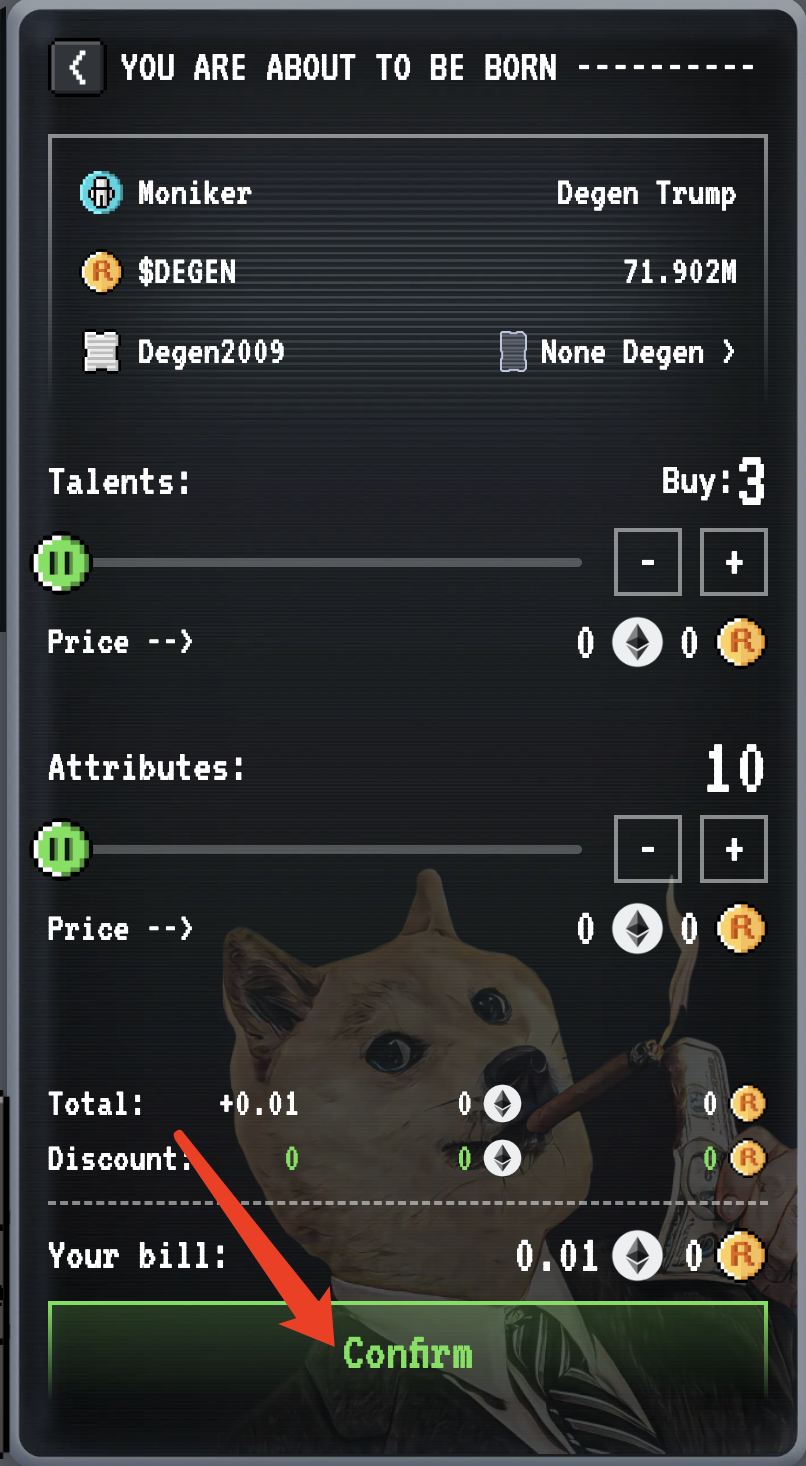 YOU ARE ABOUT TO BE BORN ----------
Moniker Degen Trump
R $DEGEN 71.902M
Degen2009 None Degen >
Talents: Buy:3
- +
Price --> 0 0 R
Attributes: 10
- +
Price --> 0 0 R
Total: +0.01 0 0 R
Discount: 0 0 0 R
Your bill: 0.01 0 R
Confirm